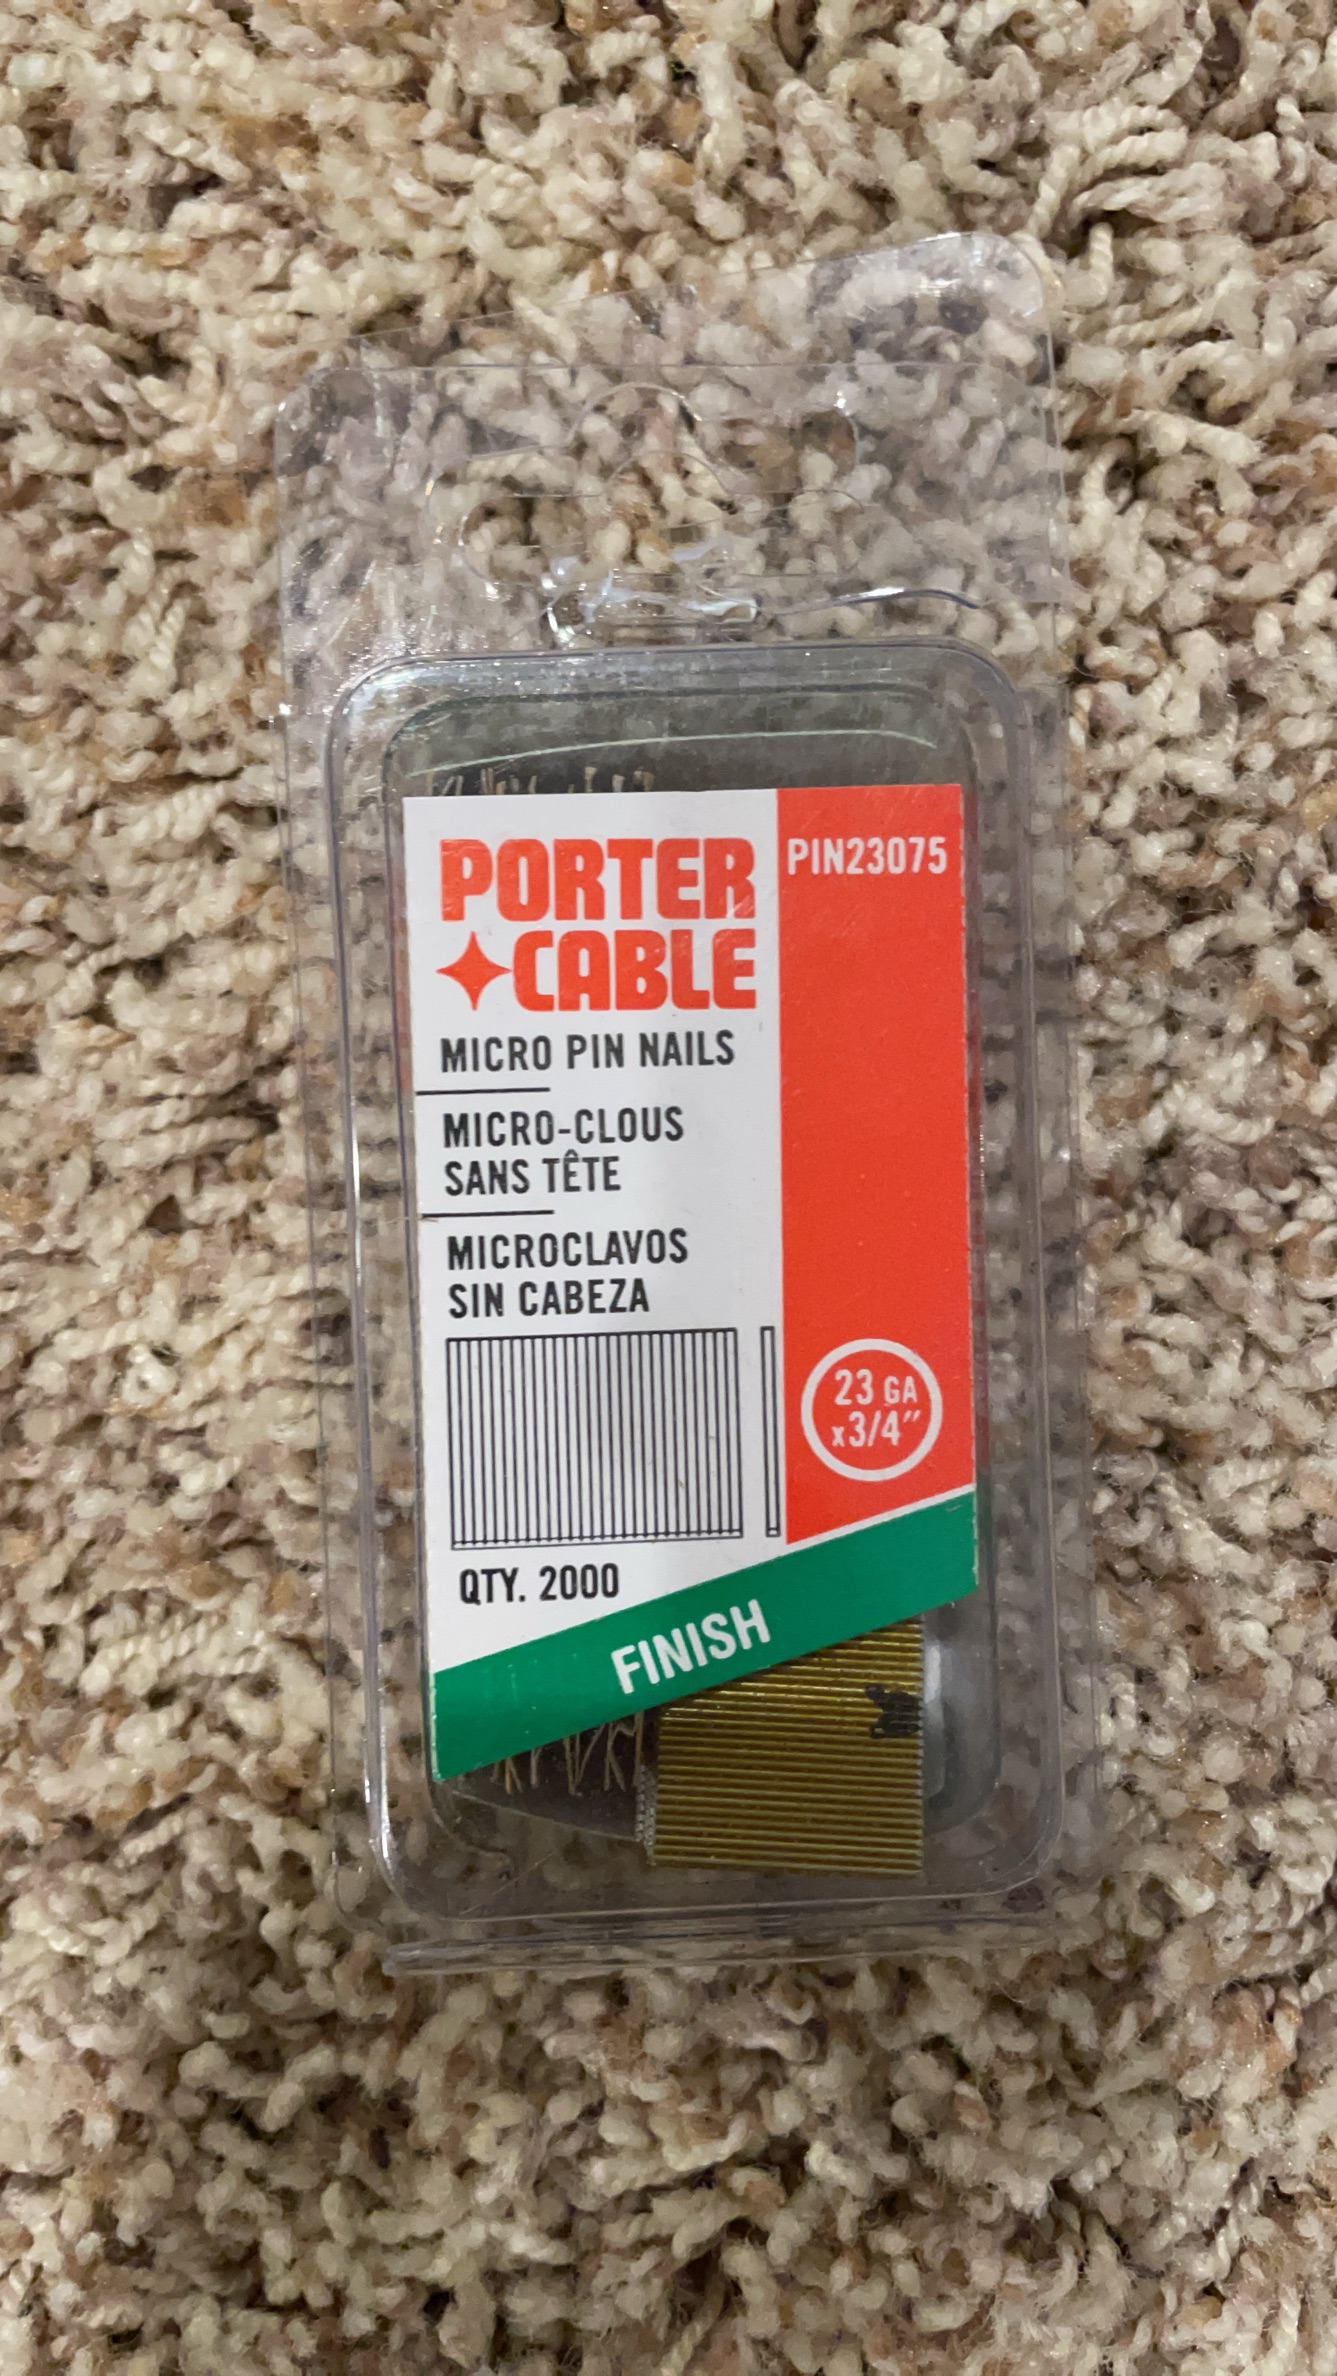 PORTER
CABLE
PIN23075
MICRO PIN NAILS
MICRO-CLOUS
SANS TÊTE
MICROCLAVOS
SIN CABEZA
23 GA
x3/4"
QTY. 2000
FINISH